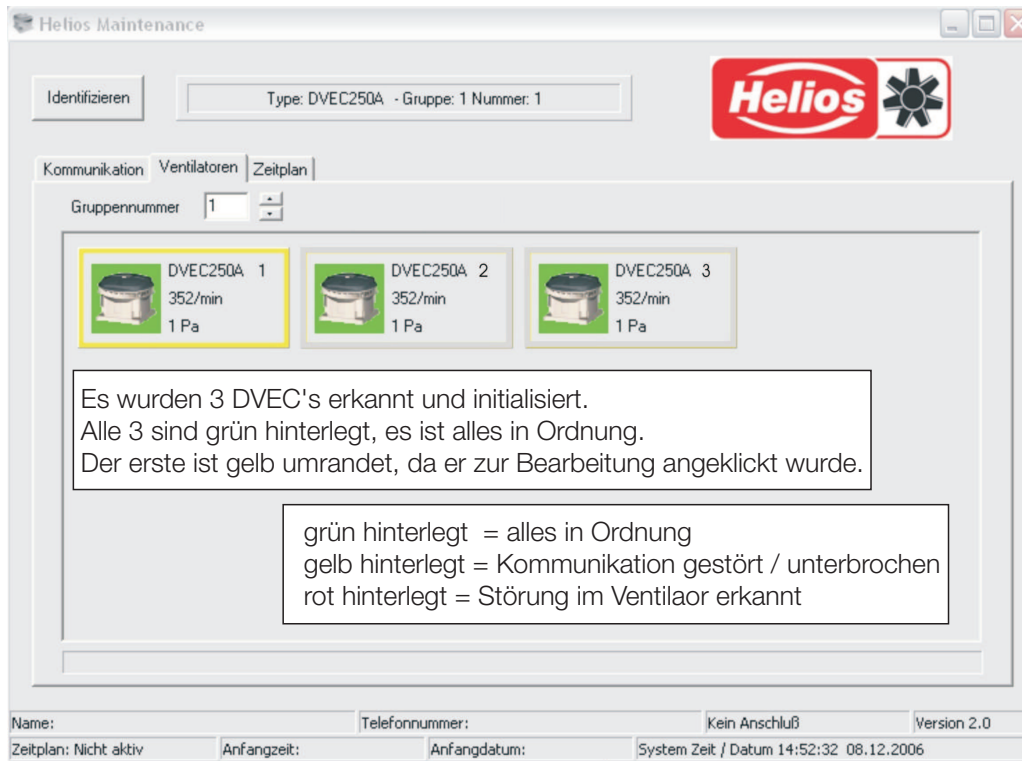 Helios Maintenance
Identifizieren
Type: DVEC250A - Gruppe: 1 Nummer: 1
Helios
Kommunikation Ventilatoren Zeitplan
Gruppennummer 1
DVEC250A 1
352/min
1 Pa
DVEC250A 2
352/min
1 Pa
DVEC250A 3
352/min
1 Pa
Es wurden 3 DVEC's erkannt und initialisiert.
Alle 3 sind grün hinterlegt, es ist alles in Ordnung.
Der erste ist gelb umrandet, da er zur Bearbeitung angeklickt wurde.
grün hinterlegt = alles in Ordnung
gelb hinterlegt = Kommunikation gestört / unterbrochen
rot hinterlegt = Störung im Ventilaor erkannt
Name: Telefonnummer: Kein Anschluß Version 2.0
Zeitplan: Nicht aktiv Anfangzeit: Anfangdatum: System Zeit / Datum 14:52:32 08.12.2006